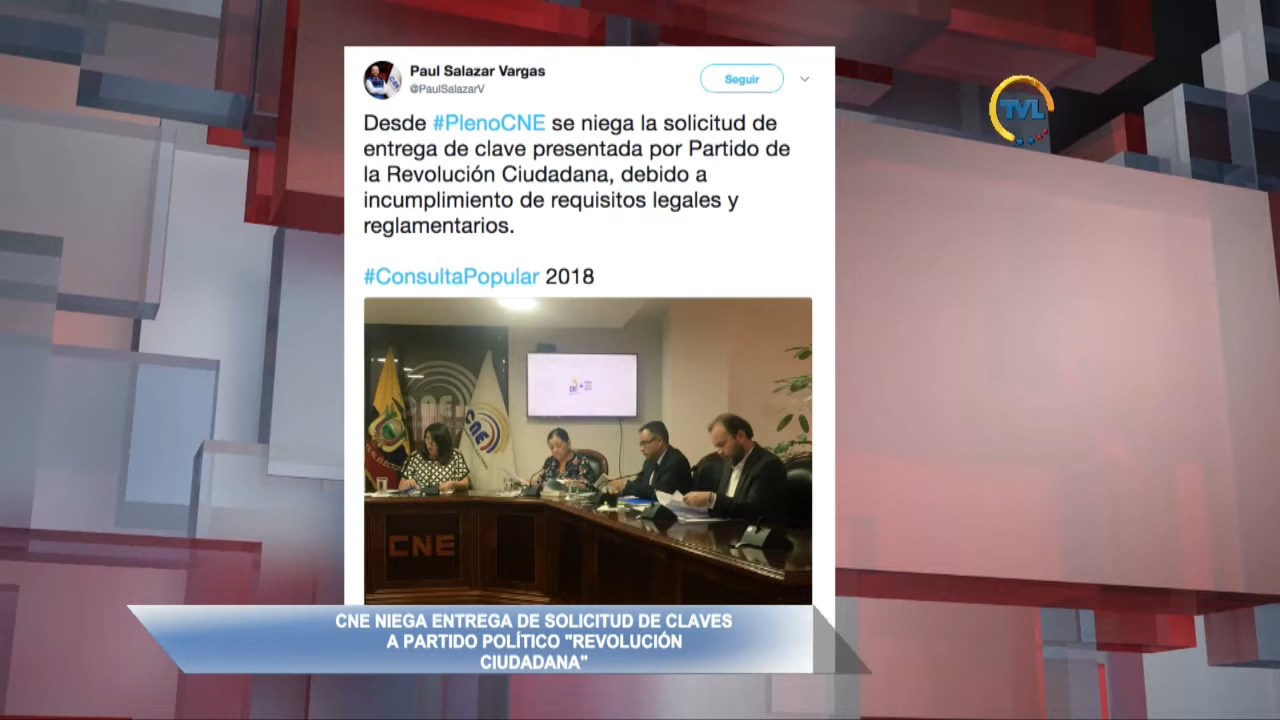 Paul Salazar Vargas
@PaulSalazarV
Seguir
Desde #PlenoCNE se niega la solicitud de
entrega de clave presentada por Partido de
la Revolución Ciudadana, debido a
incumplimiento de requisitos legales y
reglamentarios.
#ConsultaPopular 2018
TVL
CNE
CNE
CNE
CNE NIEGA ENTREGA DE SOLICITUD DE CLAVES
A PARTIDO POLÍTICO "REVOLUCIÓN
CIUDADANA"